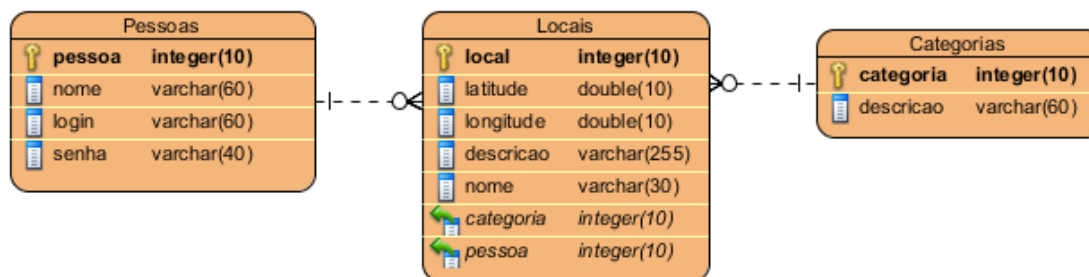 Pessoas
pessoa integer(10)
nome varchar(60)
login varchar(60)
senha varchar(40)
Locais
local integer(10)
latitude double(10)
longitude double(10)
descricao varchar(255)
nome varchar(30)
categoria integer(10)
pessoa integer(10)
Categorias
categoria integer(10)
descricao varchar(60)